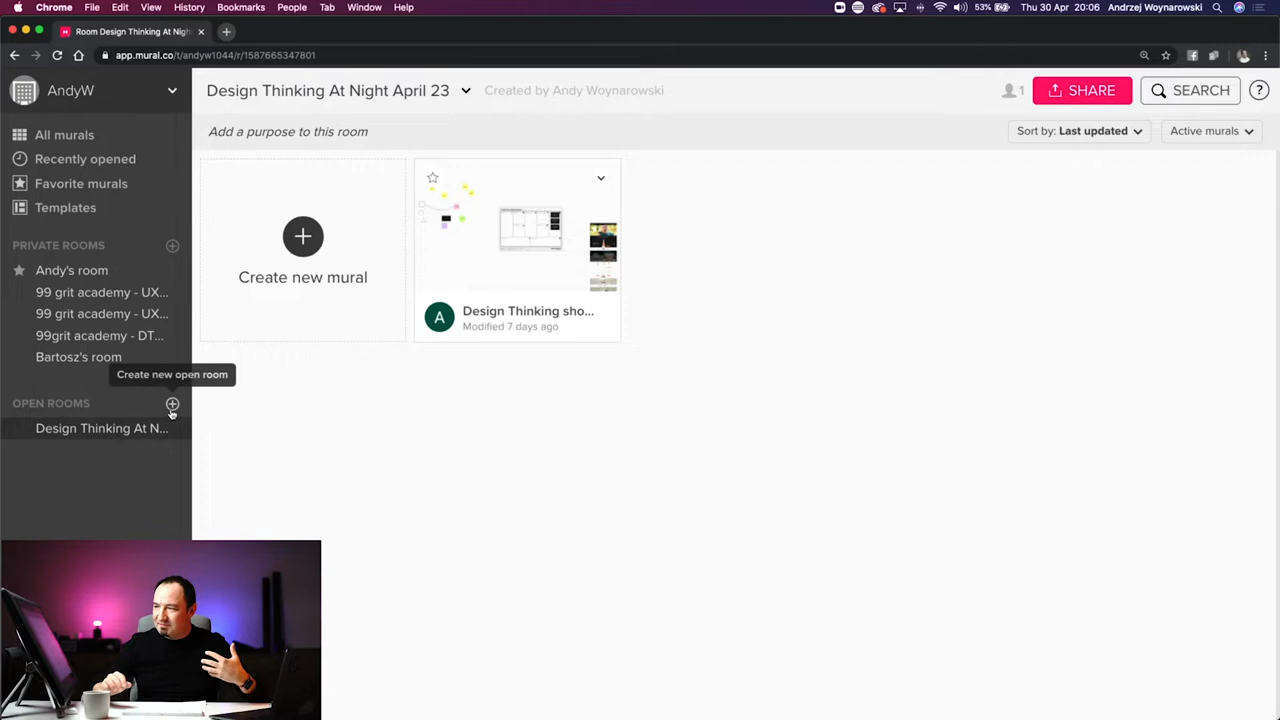 Chrome File Edit View History Bookmarks People Tab Window Help 53% Thu 30 Apr 20:06 Andrzej Woynarowski
Room Design Thinking At Nigh
app.mural.co/t/andyw1044/r/1587665347801
AndyW
Design Thinking At Night April 23 Created by Andy Woynarowski 1 SHARE SEARCH ?
Add a purpose to this room Sort by: Last updated Active murals
All murals
Recently opened
Favorite murals
Templates
PRIVATE ROOMS
Andy's room
99 grit academy - UX...
99 grit academy - UX...
99grit academy - DT...
Bartosz's room
Create new open room
OPEN ROOMS
Design Thinking At N...
Create new mural
A
Design Thinking sho...
Modified 7 days ago